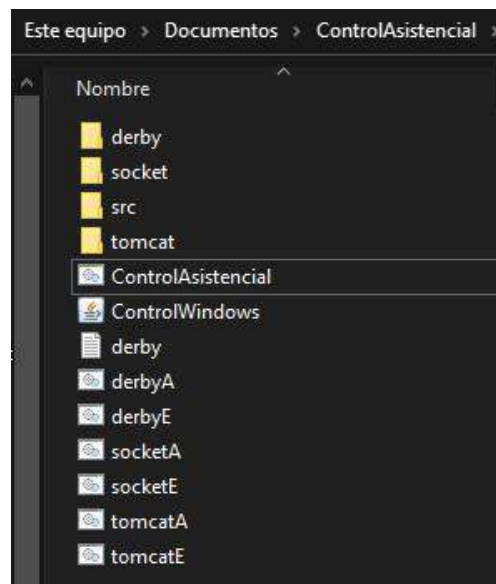 Este equipo > Documentos > ControlAsistencial >
Nombre
derby
socket
src
tomcat
ControlAsistencial
ControlWindows
derby
derbyA
derbyE
socketA
socketE
tomcatA
tomcatE